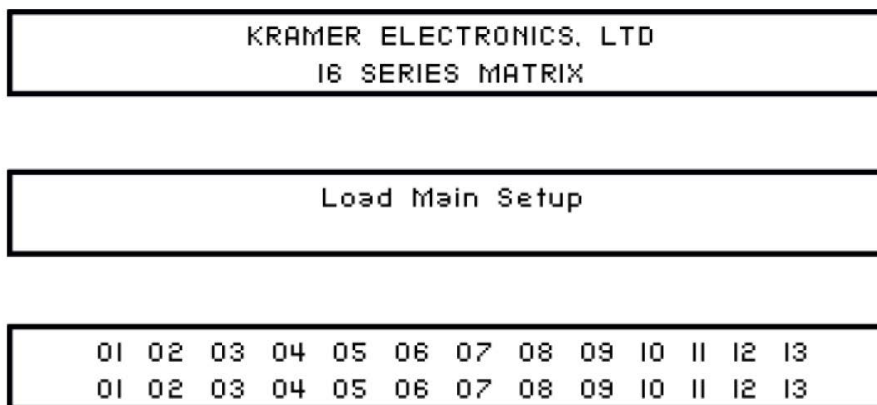 KRAMER ELECTRONICS, LTD
16 SERIES MATRIX
Load Main Setup
01 02 03 04 05 06 07 08 09 10 11 12 13
01 02 03 04 05 06 07 08 09 10 11 12 13